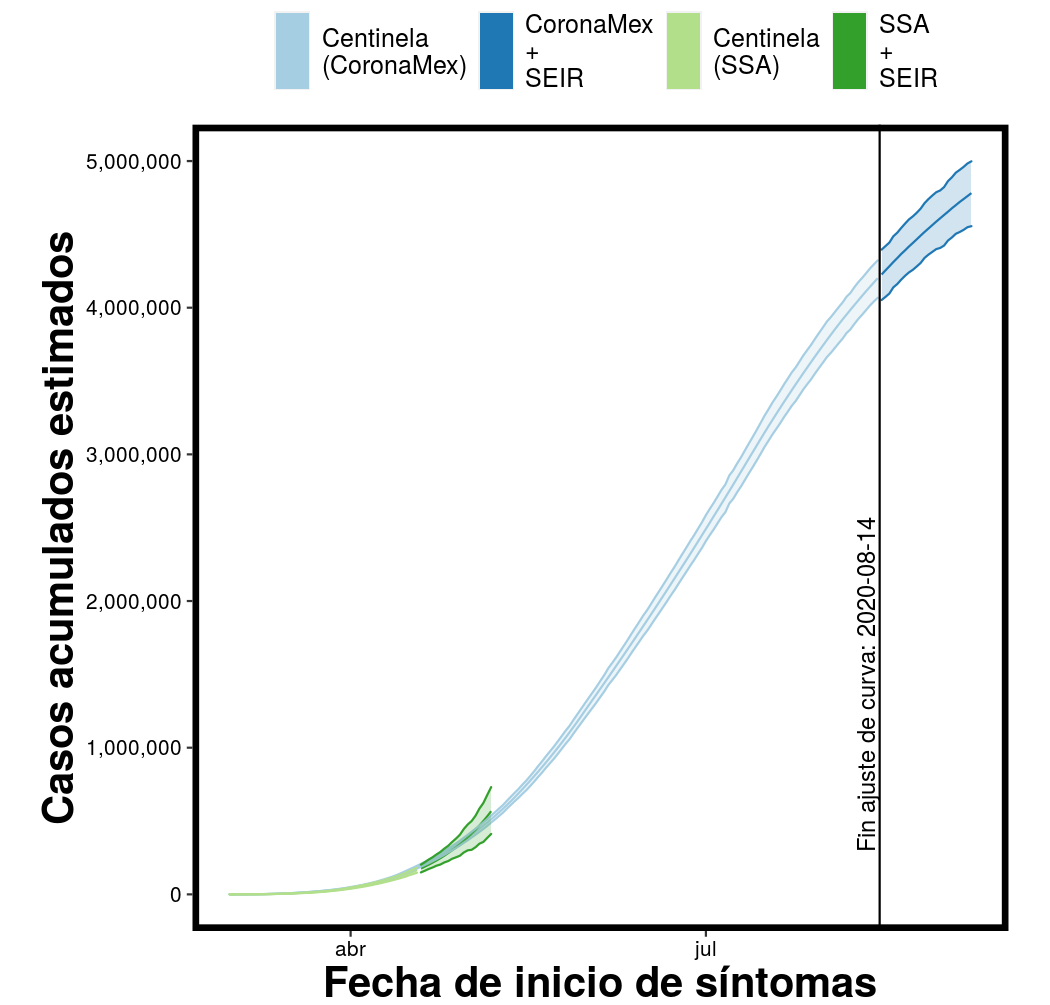 Centinela
(CoronaMex)
CoronaMex
+
SEIR
Centinela
(SSA)
SSA
+
SEIR
Casos acumulados estimados
5,000,000
4,000,000
3,000,000
2,000,000
1,000,000
0
Fin ajuste de curva: 2020-08-14
abr
jul
Fecha de inicio de síntomas